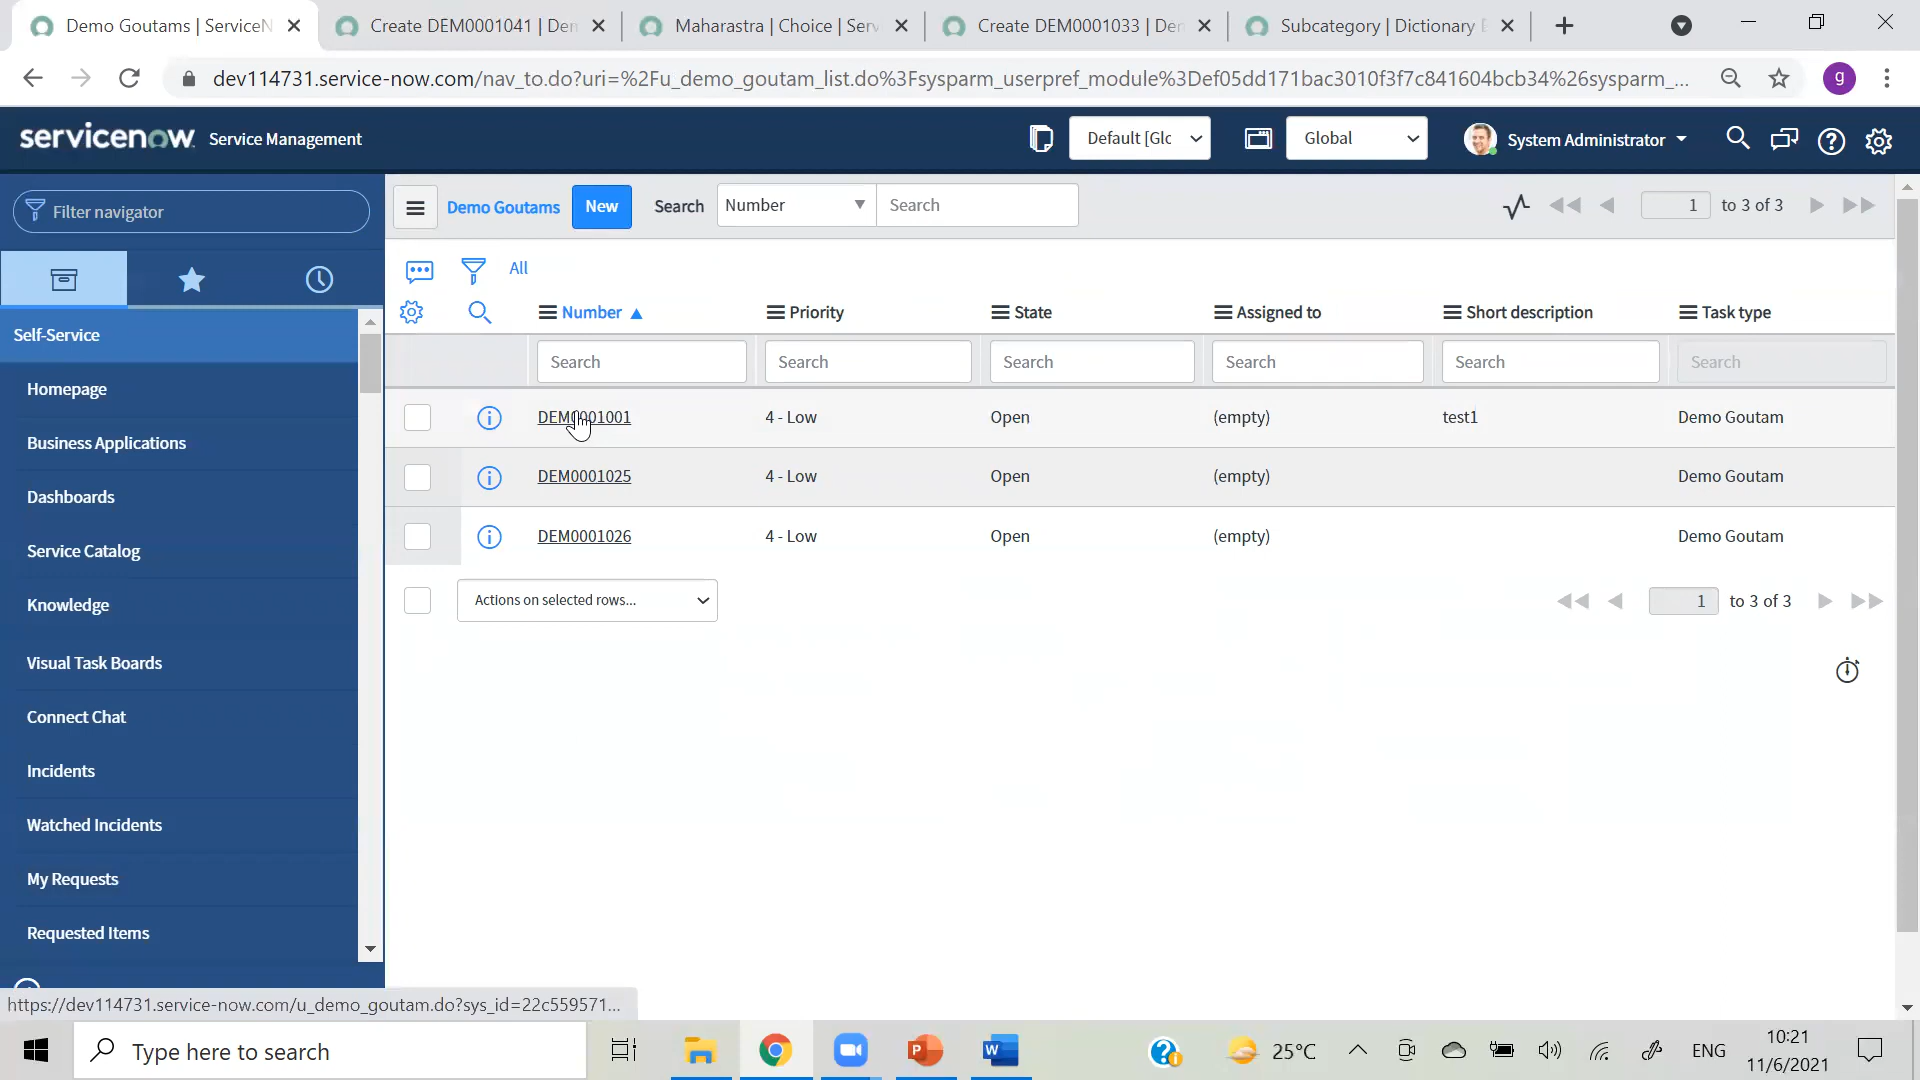 Demo Goutams | ServiceN
Create DEM0001041 | Den
Maharastra | Choice | Serv
Create DEM0001033 | Den
Subcategory | Dictionary E
dev114731.service-now.com/nav_to.do?uri=%2Fu_demo_goutam_list.do%3Fsysparm_userpref_module%3Def05dd171bac3010f3f7c841604bcb34%26sysparm_...
g
servicenow Service Management
Default [Glc
Global
System Administrator
Filter navigator
Demo Goutams
New
Search
Number
Search
1 to 3 of 3
All
Number Priority State Assigned to Short description Task type
Search Search Search Search Search Search
DEM0001001 4 - Low Open (empty) test1 Demo Goutam
DEM0001025 4 - Low Open (empty) Demo Goutam
DEM0001026 4 - Low Open (empty) Demo Goutam
Actions on selected rows...
1 to 3 of 3
Self-Service
Homepage
Business Applications
Dashboards
Service Catalog
Knowledge
Visual Task Boards
Connect Chat
Incidents
Watched Incidents
My Requests
Requested Items
https://dev114731.service-now.com/u_demo_goutam.do?sys_id=22c559571...
Type here to search
25°C
ENG
10:21
11/6/2021